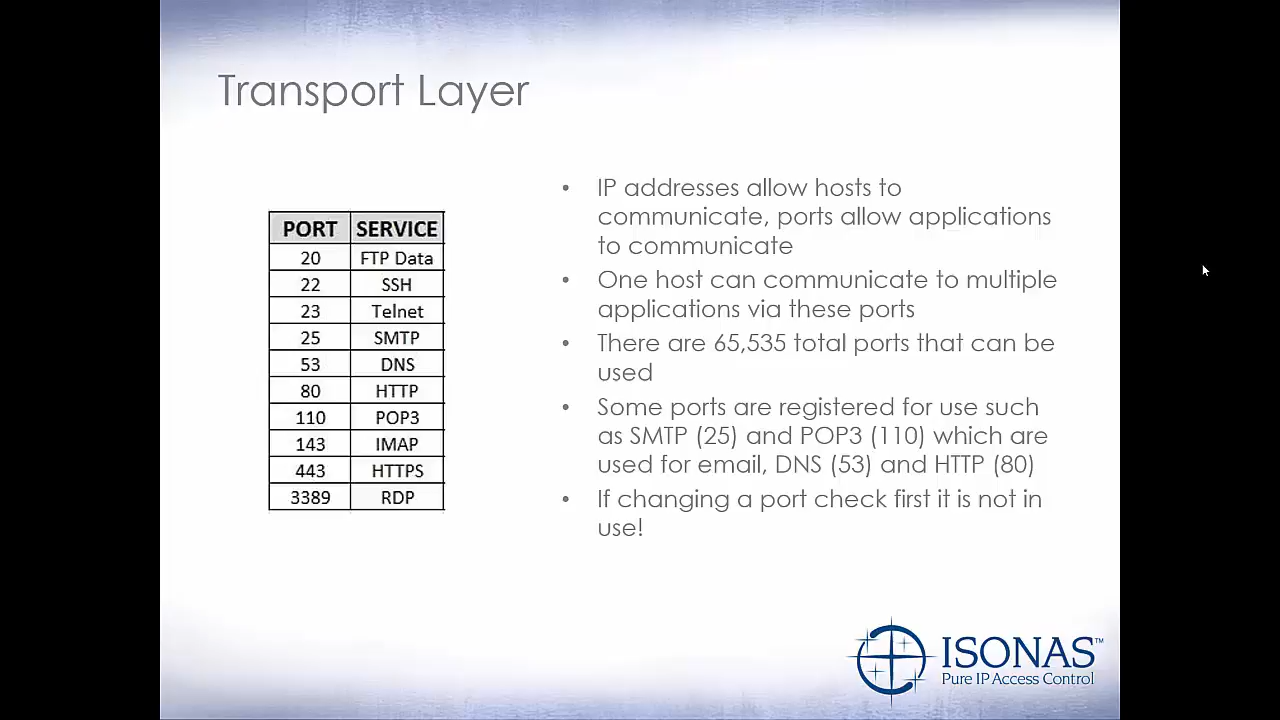 Transport Layer
PORT SERVICE
20 FTP Data
22 SSH
23 Telnet
25 SMTP
53 DNS
80 HTTP
110 POP3
143 IMAP
443 HTTPS
3389 RDP
• IP addresses allow hosts to
communicate, ports allow applications
to communicate
• One host can communicate to multiple
applications via these ports
• There are 65,535 total ports that can be
used
• Some ports are registered for use such
as SMTP (25) and POP3 (110) which are
used for email, DNS (53) and HTTP (80)
• If changing a port check first it is not in
use!
ISONAS™
Pure IP Access Control